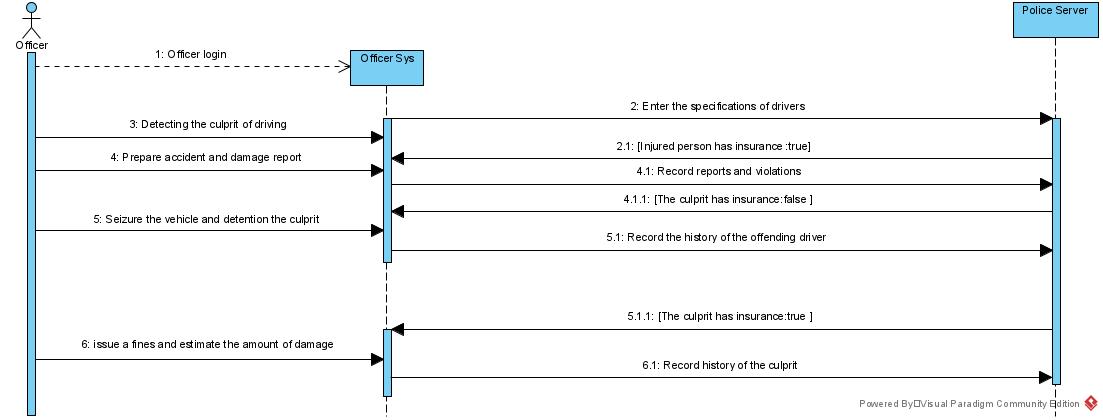 Police Server
Officer
1: Officer login
Officer Sys
2: Enter the specifications of drivers
3: Detecting the culprit of driving
2.1: [Injured person has insurance :true]
4: Prepare accident and damage report
4.1: Record reports and violations
4.1.1: [The culprit has insurance:false ]
5: Seizure the vehicle and detention the culprit
5.1: Record the history of the offending driver
5.1.1: [The culprit has insurance:true ]
6: issue a fines and estimate the amount of damage
6.1: Record history of the culprit
Powered By Visual Paradigm Community Edition